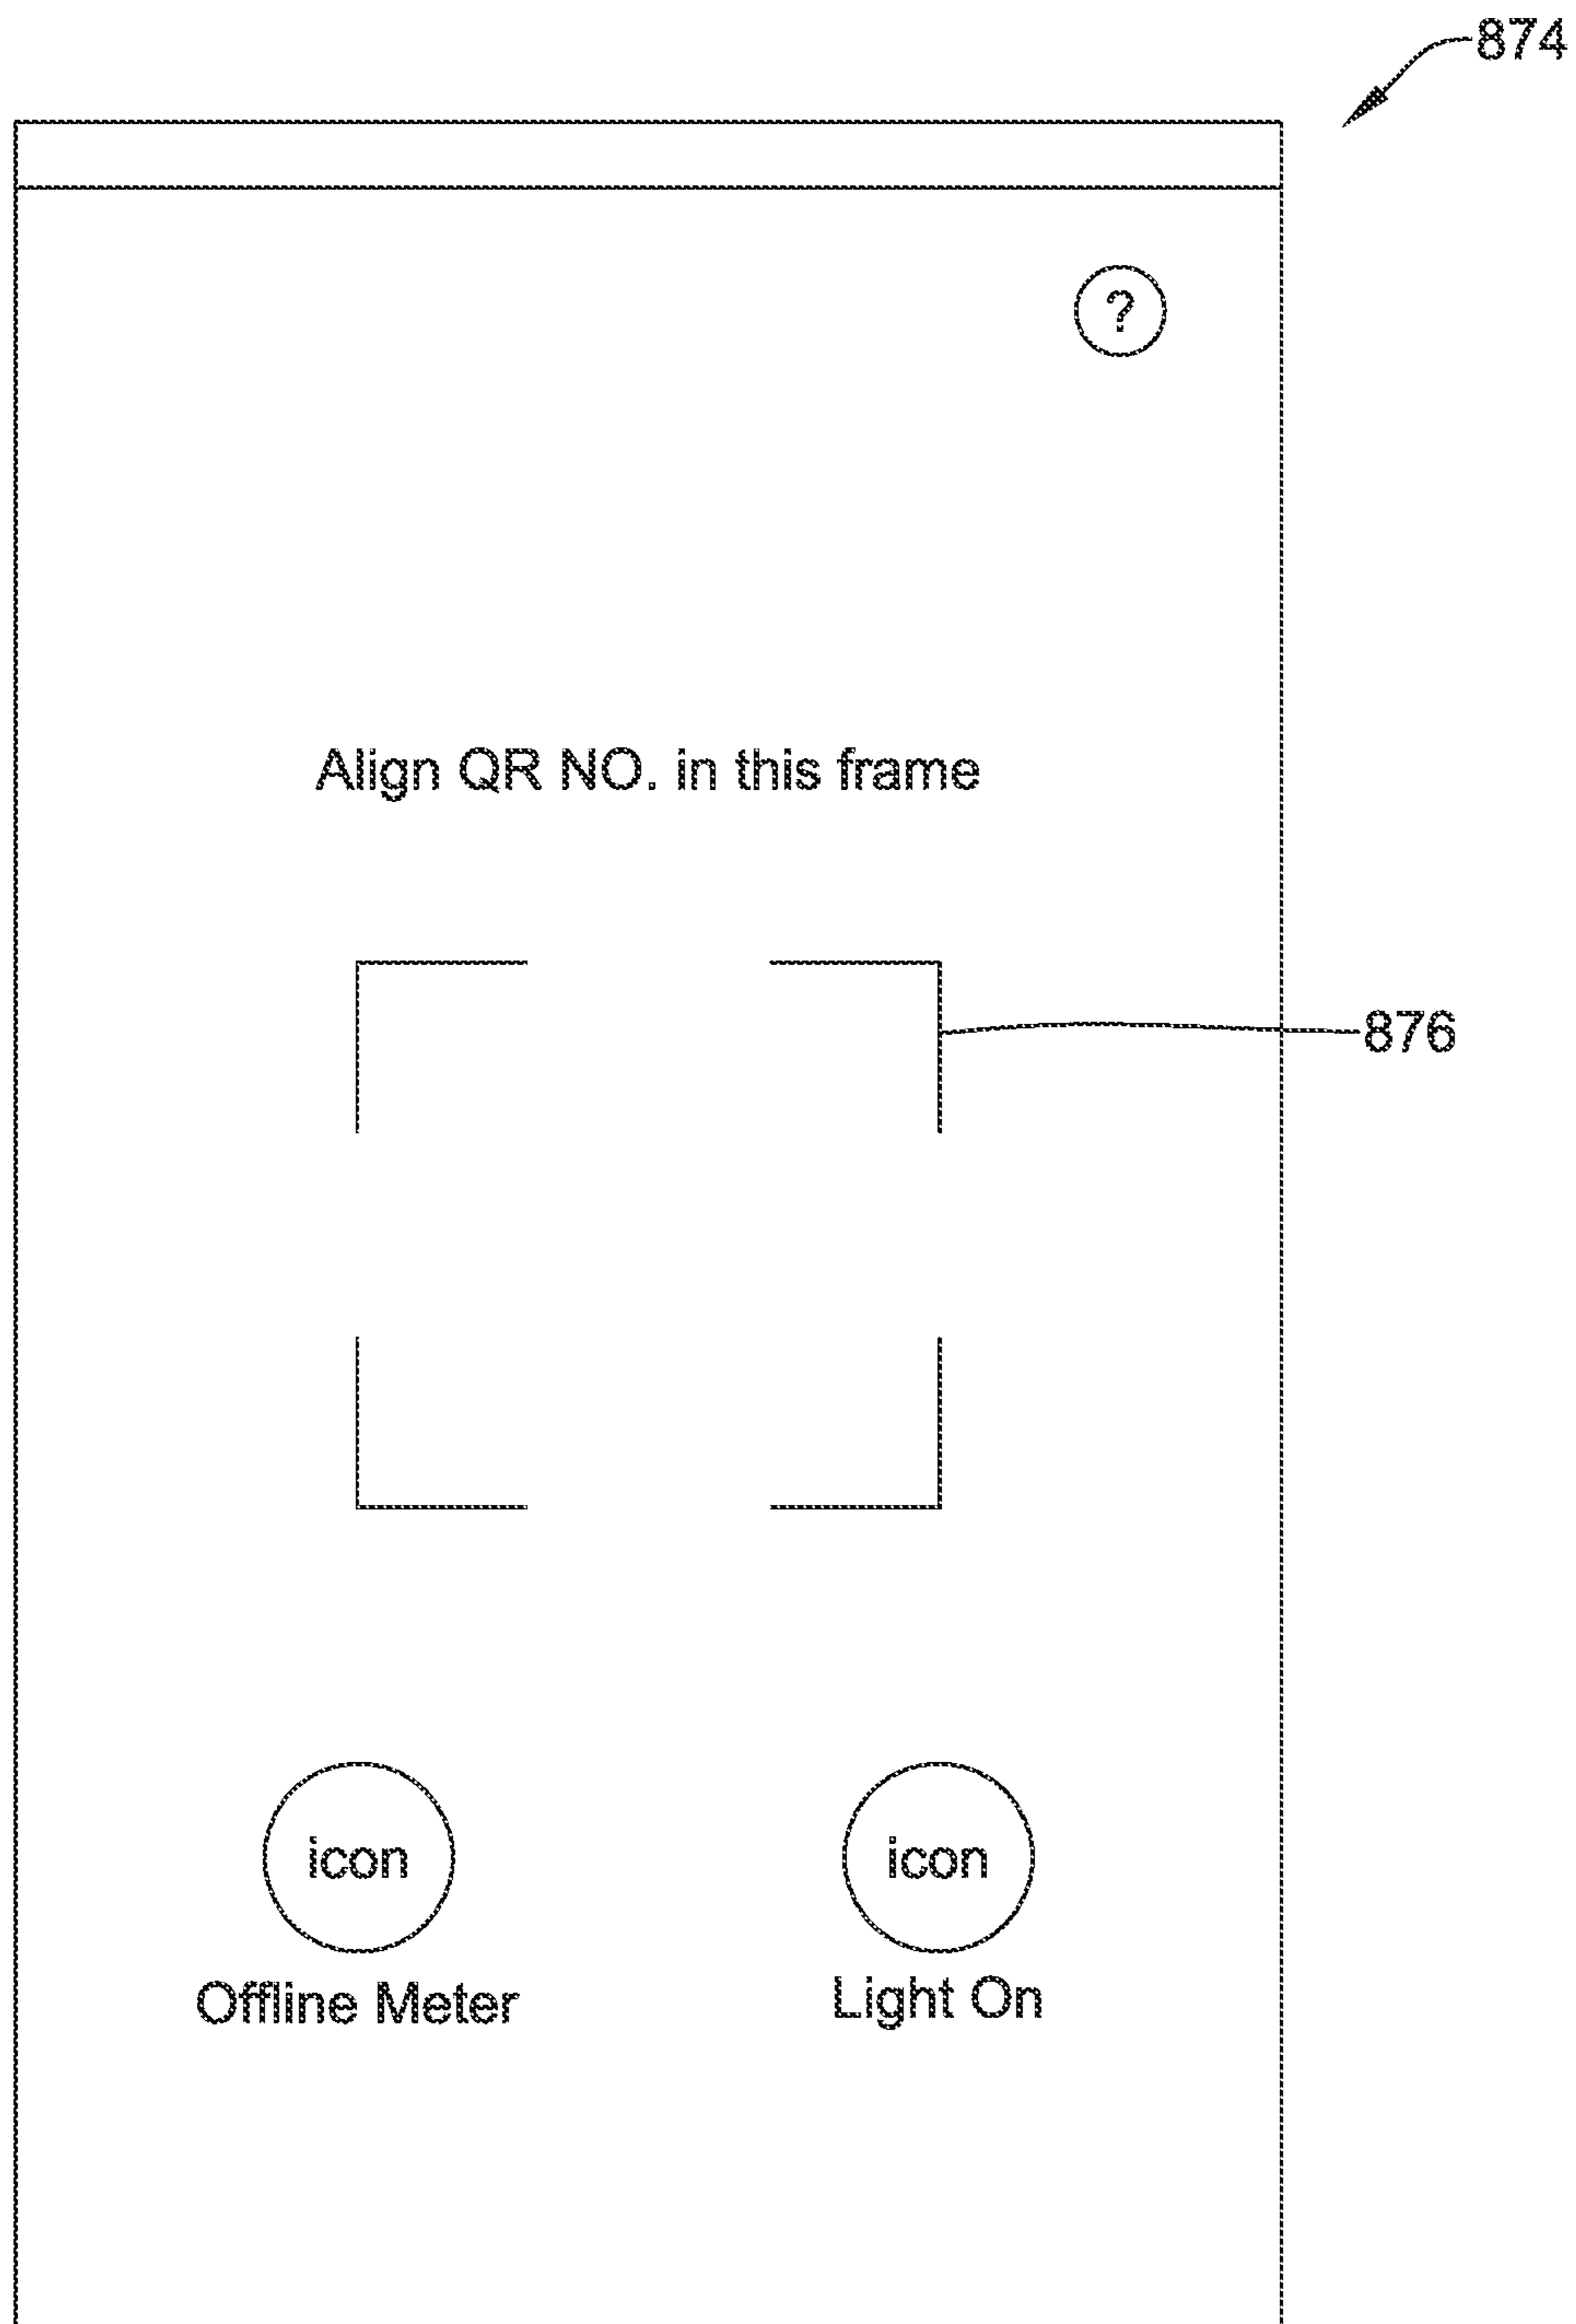 874
?
Align QR NO. in this frame
876
icon
icon
Offline Meter
Light On